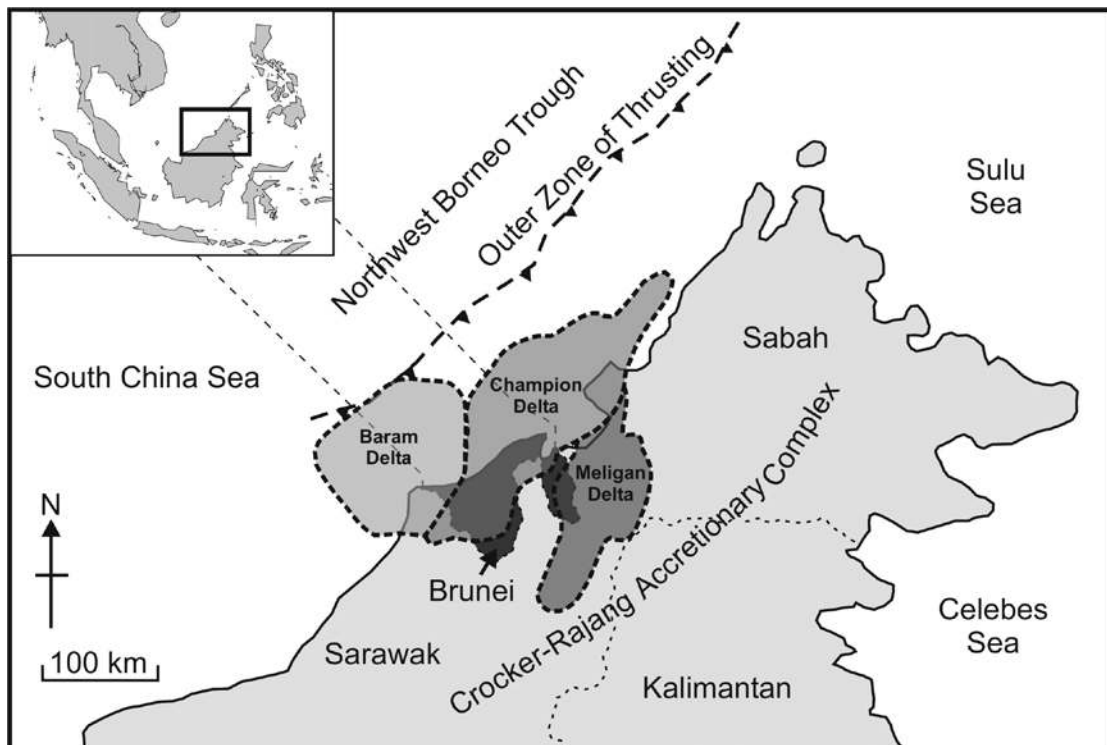 Northwest Borneo Trough
Outer Zone of Thrusting
Sulu
Sea
South China Sea
Sabah
Champion
Delta
Baram
Delta
Meligan
Delta
N
Brunei
Crocker-Rajang Accretionary Complex
Celebes
Sea
100 km
Sarawak
Kalimantan